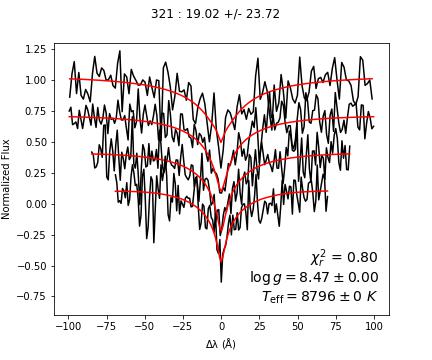 321 : 19.02 +/- 23.72
Normalized Flux
1.25
1.00
0.75
0.50
0.25
0.00
−0.25
−0.50
−0.75
χ²ᵣ = 0.80
log g = 8.47 ± 0.00
Teff = 8796 ± 0 K
−100 −75 −50 −25 0 25 50 75 100
Δλ (Å)